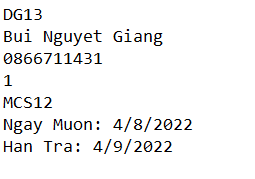 DG13
Bui Nguyet Giang
0866711431
1
MCS12
Ngay Muon: 4/8/2022
Han Tra: 4/9/2022